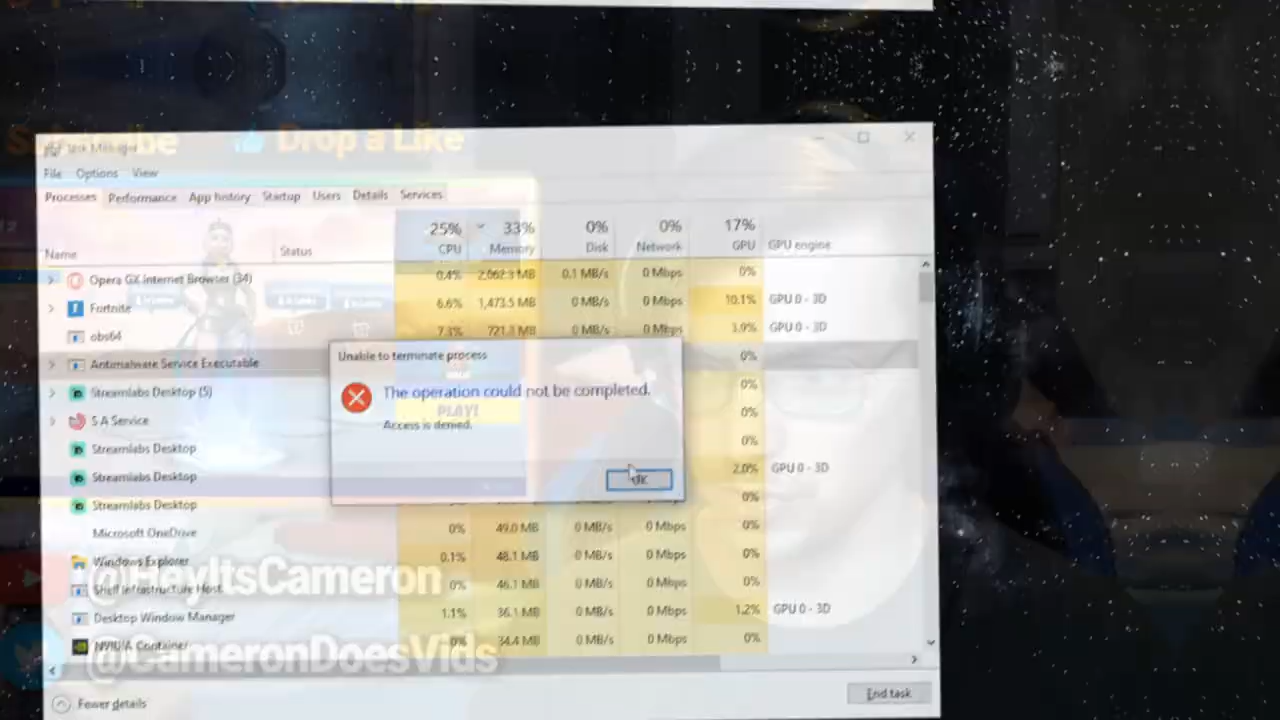 Drop a Like
Task Manager
File Options View
Processes Performance App history Startup Users Details Services
25% 33% 0% 0% 17%
Name Status CPU Memory Disk Network GPU GPU engine
Opera GX Internet Browser (34) 0.4% 2,062.3 MB 0.1 MB/s 0 Mbps 0%
Fortnite 6.6% 1,473.5 MB 0 MB/s 0 Mbps 10.1% GPU 0 - 3D
obs64 7.3% 721.3 MB 0 MB/s 0 Mbps 3.9% GPU 0 - 3D
Antimalware Service Executable 0%
Streamlabs Desktop (5) 0%
S A Service 0%
Streamlabs Desktop 0%
Streamlabs Desktop 2.0% GPU 0 - 3D
Streamlabs Desktop 0%
Unable to terminate process
The operation could not be completed.
PLAY!
Access is denied.
OK
Microsoft OneDrive 0% 49.0 MB 0 MB/s 0 Mbps 0%
Windows Explorer 0.1% 48.1 MB 0 MB/s 0 Mbps 0%
@HeyItsCameron
Shell Infrastructure Host 0% 46.1 MB 0 MB/s 0 Mbps 0%
Desktop Window Manager 1.1% 36.1 MB 0 MB/s 0 Mbps 1.2% GPU 0 - 3D
NVIDIA Container 0% 34.4 MB 0 MB/s 0 Mbps 0%
@CameronDoesVids
Fewer details End task